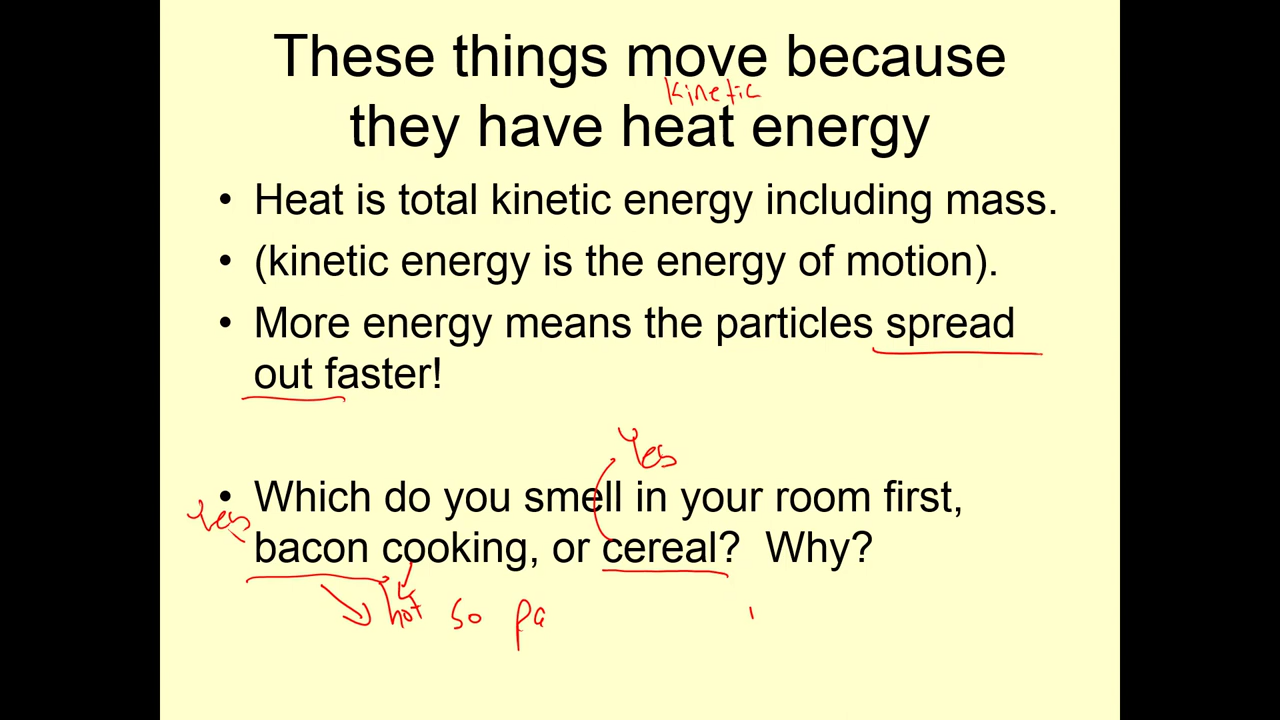 These things move because
kinetic
they have heat energy
• Heat is total kinetic energy including mass.
• (kinetic energy is the energy of motion).
• More energy means the particles spread
out faster!
Yes
• Which do you smell in your room first,
Yes
bacon cooking, or cereal? Why?
hot so pa